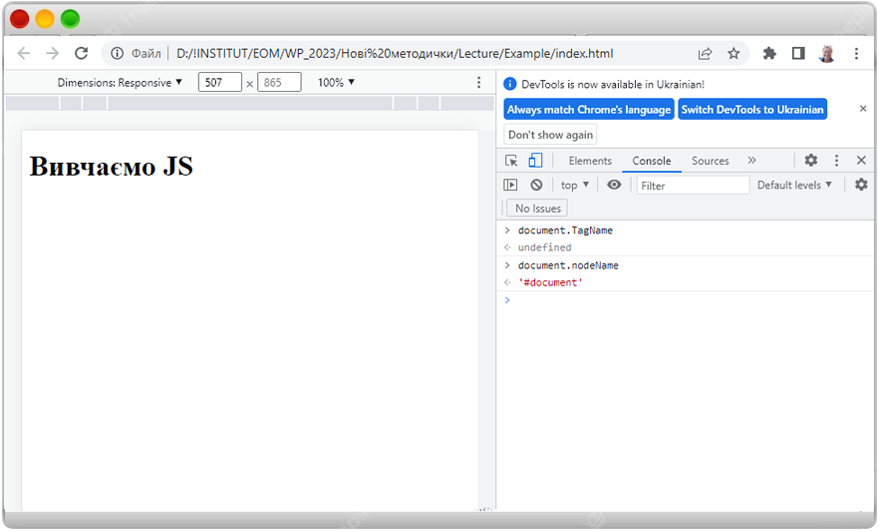 Файл D:/!INSTITUT/EOM/WP_2023/Нові%20методички/Lecture/Example/index.html
Dimensions: Responsive 507 × 865 100%
Вивчаємо JS
DevTools is now available in Ukrainian!
Always match Chrome's language Switch DevTools to Ukrainian
Don't show again
Elements Console Sources
top Filter Default levels
No Issues
document.TagName
undefined
document.nodeName
'#document'